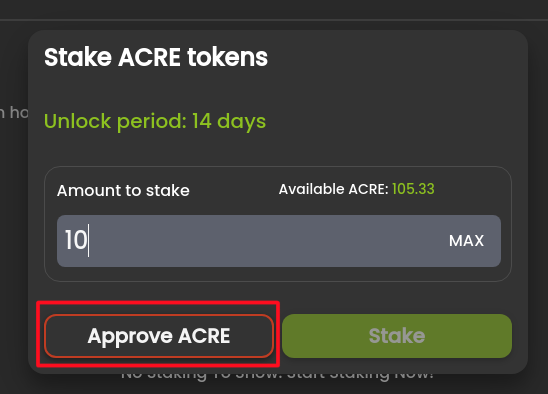 Stake ACRE tokens
n ho
Unlock period: 14 days
Amount to stake Available ACRE: 105.33
10 MAX
Approve ACRE Stake
No Staking To Show. Start Staking Now!